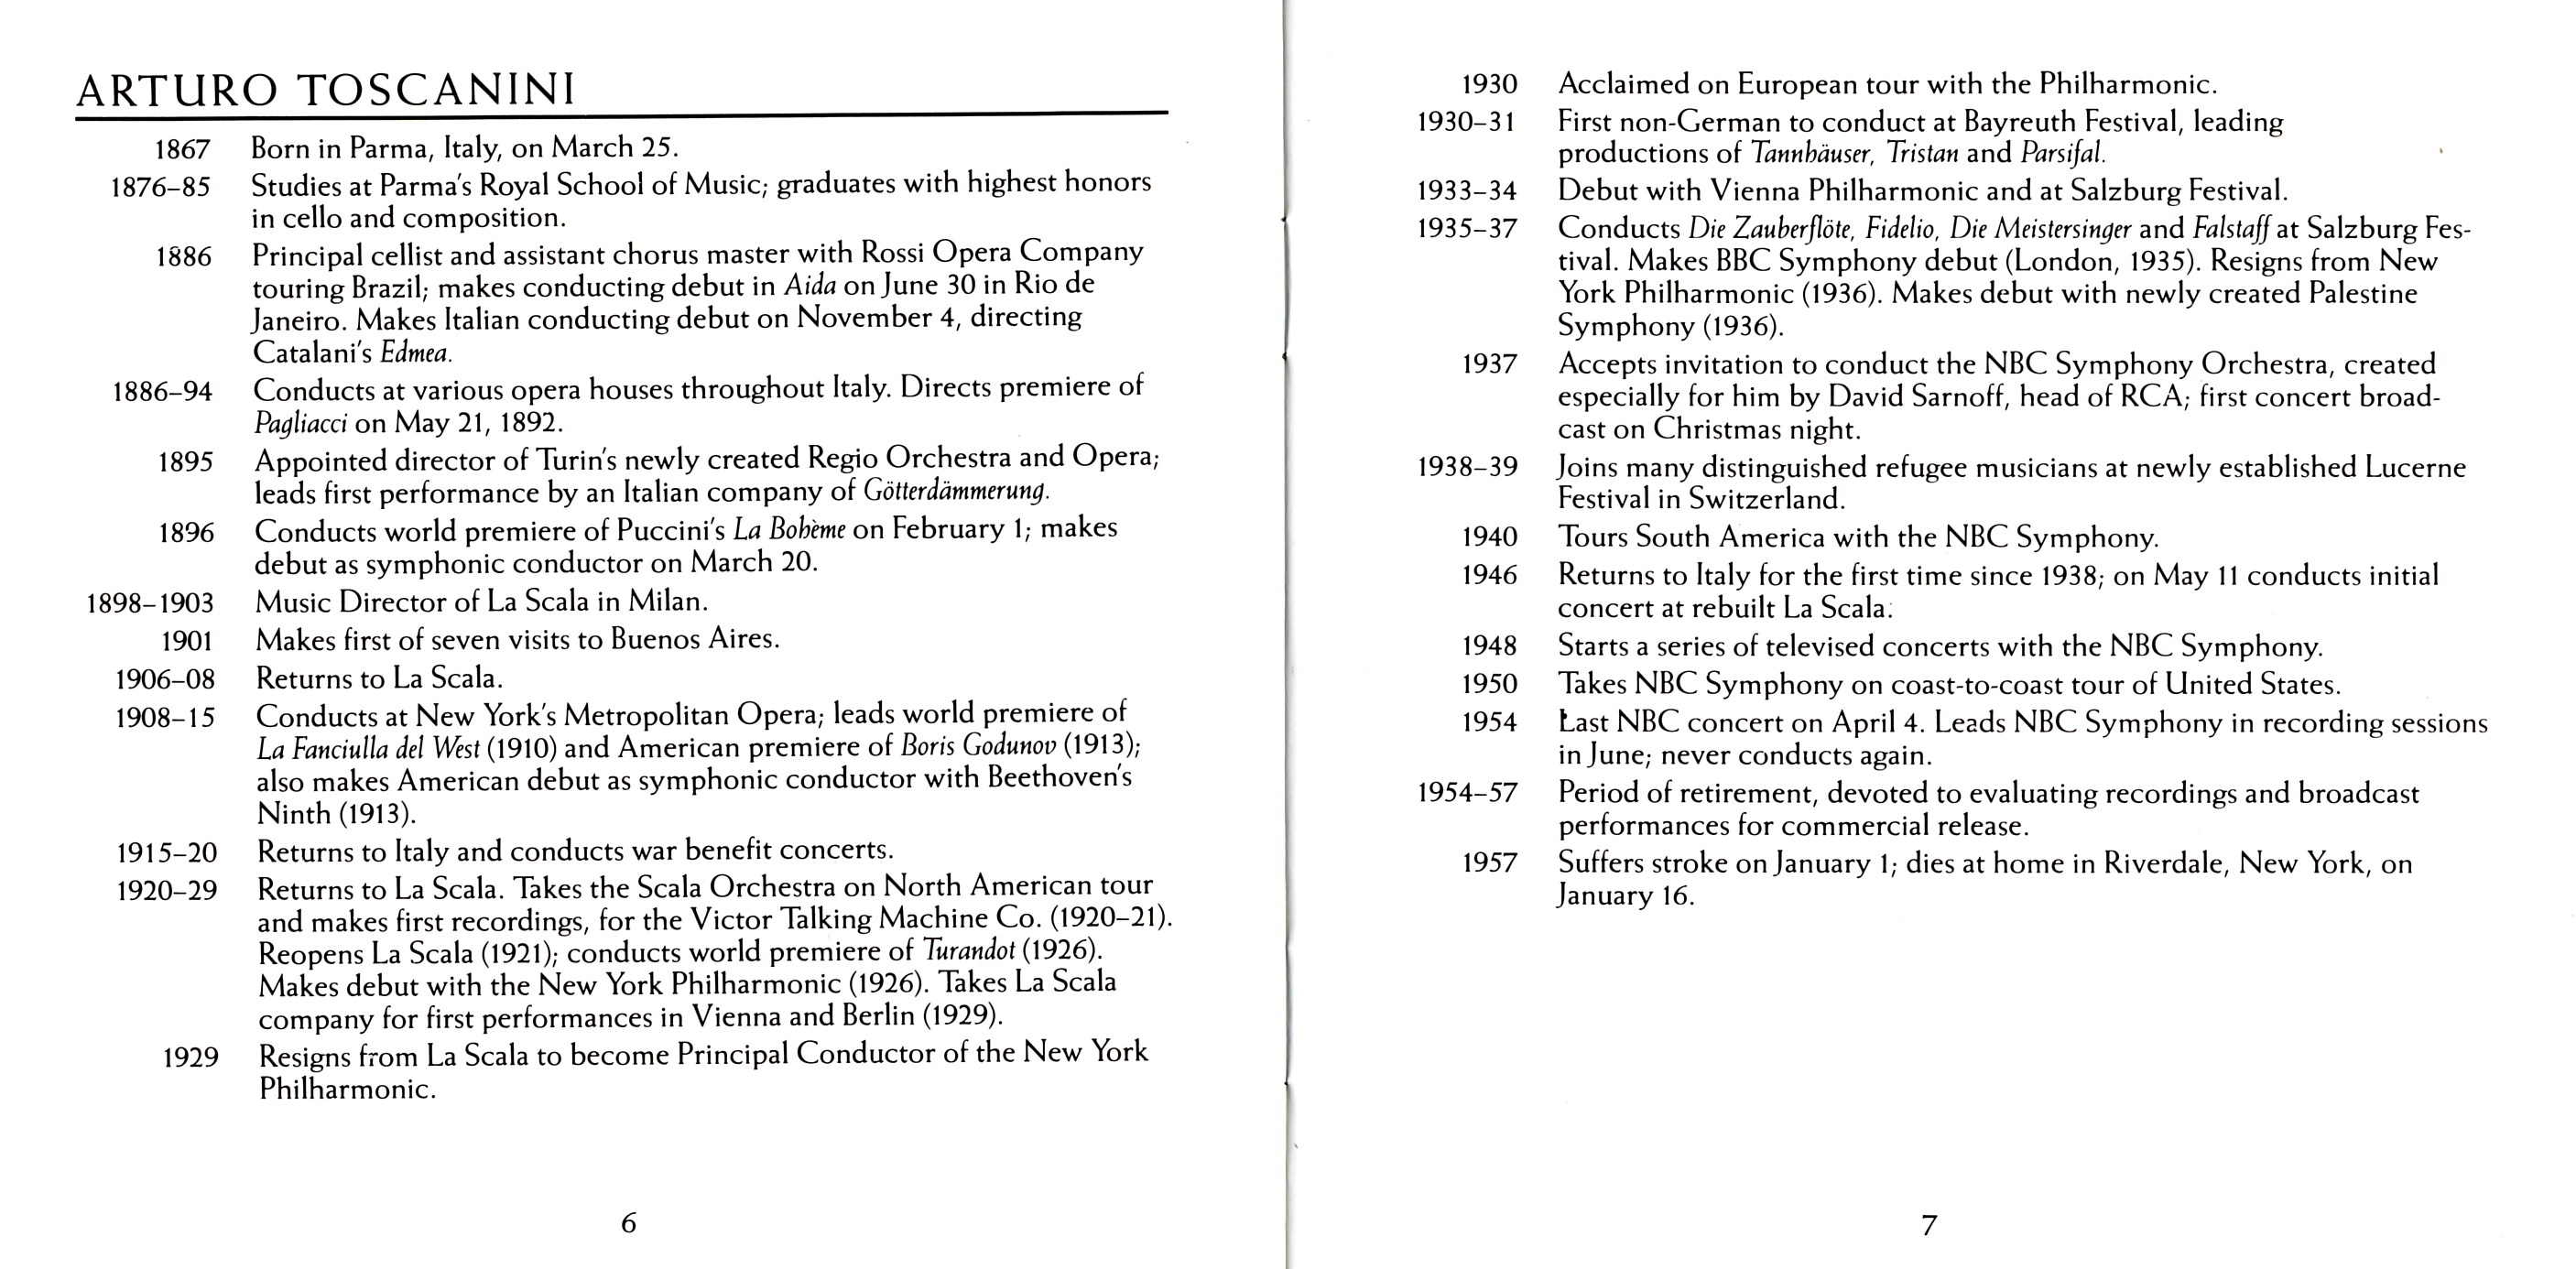 ARTURO TOSCANINI
1867 Born in Parma, Italy, on March 25.
1876–85 Studies at Parma's Royal School of Music; graduates with highest honors
in cello and composition.
1886 Principal cellist and assistant chorus master with Rossi Opera Company
touring Brazil; makes conducting debut in Aida on June 30 in Rio de
Janeiro. Makes Italian conducting debut on November 4, directing
Catalani's Edmea.
1886–94 Conducts at various opera houses throughout Italy. Directs premiere of
Pagliacci on May 21, 1892.
1895 Appointed director of Turin's newly created Regio Orchestra and Opera;
leads first performance by an Italian company of Götterdämmerung.
1896 Conducts world premiere of Puccini's La Bohème on February 1; makes
debut as symphonic conductor on March 20.
1898–1903 Music Director of La Scala in Milan.
1901 Makes first of seven visits to Buenos Aires.
1906–08 Returns to La Scala.
1908–15 Conducts at New York's Metropolitan Opera; leads world premiere of
La Fanciulla del West (1910) and American premiere of Boris Godunov (1913);
also makes American debut as symphonic conductor with Beethoven's
Ninth (1913).
1915–20 Returns to Italy and conducts war benefit concerts.
1920–29 Returns to La Scala. Takes the Scala Orchestra on North American tour
and makes first recordings, for the Victor Talking Machine Co. (1920–21).
Reopens La Scala (1921); conducts world premiere of Turandot (1926).
Makes debut with the New York Philharmonic (1926). Takes La Scala
company for first performances in Vienna and Berlin (1929).
1929 Resigns from La Scala to become Principal Conductor of the New York
Philharmonic.
6
1930 Acclaimed on European tour with the Philharmonic.
1930–31 First non-German to conduct at Bayreuth Festival, leading
productions of Tannhäuser, Tristan and Parsifal.
1933–34 Debut with Vienna Philharmonic and at Salzburg Festival.
1935–37 Conducts Die Zauberflöte, Fidelio, Die Meistersinger and Falstaff at Salzburg Fes-
tival. Makes BBC Symphony debut (London, 1935). Resigns from New
York Philharmonic (1936). Makes debut with newly created Palestine
Symphony (1936).
1937 Accepts invitation to conduct the NBC Symphony Orchestra, created
especially for him by David Sarnoff, head of RCA; first concert broad-
cast on Christmas night.
1938–39 Joins many distinguished refugee musicians at newly established Lucerne
Festival in Switzerland.
1940 Tours South America with the NBC Symphony.
1946 Returns to Italy for the first time since 1938; on May 11 conducts initial
concert at rebuilt La Scala.
1948 Starts a series of televised concerts with the NBC Symphony.
1950 Takes NBC Symphony on coast-to-coast tour of United States.
1954 Last NBC concert on April 4. Leads NBC Symphony in recording sessions
in June; never conducts again.
1954–57 Period of retirement, devoted to evaluating recordings and broadcast
performances for commercial release.
1957 Suffers stroke on January 1; dies at home in Riverdale, New York, on
January 16.
7